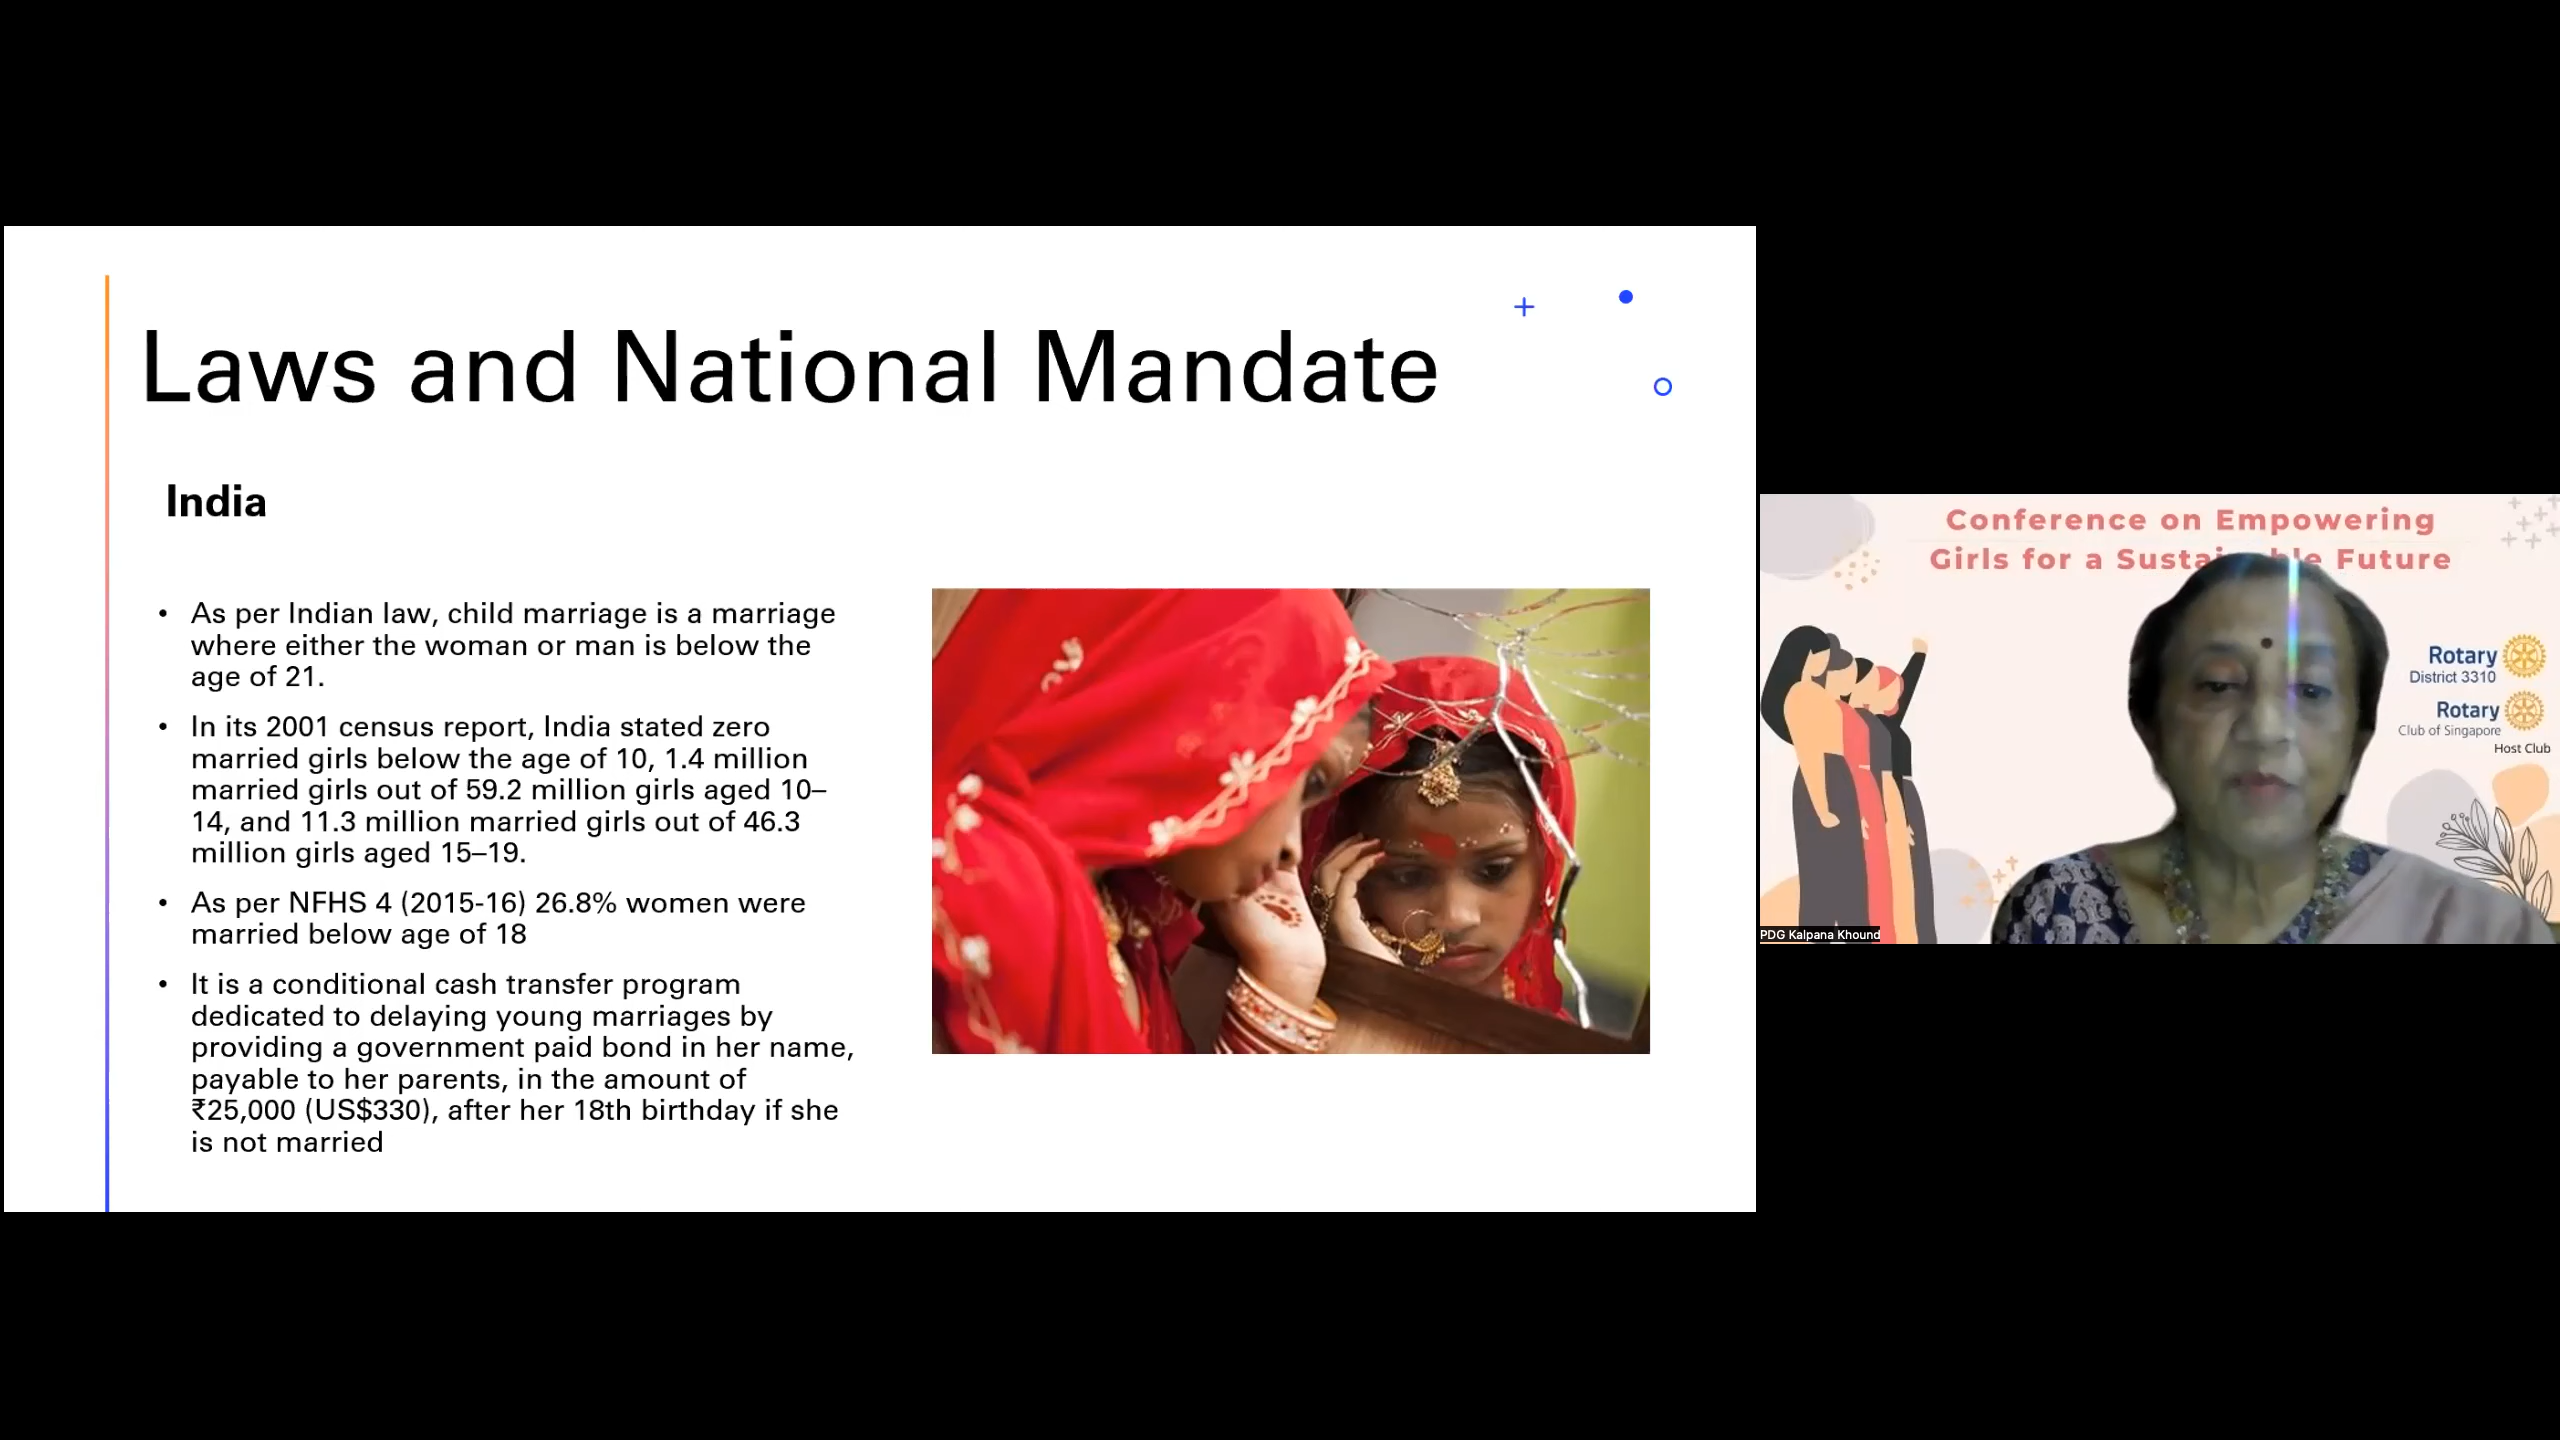 Laws and National Mandate
India
• As per Indian law, child marriage is a marriage
where either the woman or man is below the
age of 21.
• In its 2001 census report, India stated zero
married girls below the age of 10, 1.4 million
married girls out of 59.2 million girls aged 10–
14, and 11.3 million married girls out of 46.3
million girls aged 15–19.
• As per NFHS 4 (2015-16) 26.8% women were
married below age of 18
• It is a conditional cash transfer program
dedicated to delaying young marriages by
providing a government paid bond in her name,
payable to her parents, in the amount of
₹25,000 (US$330), after her 18th birthday if she
is not married
Conference on Empowering
Girls for a Future
Rotary
District 3310
Rotary
Club of Singapore
Host Club
PDG Kalpana Khound